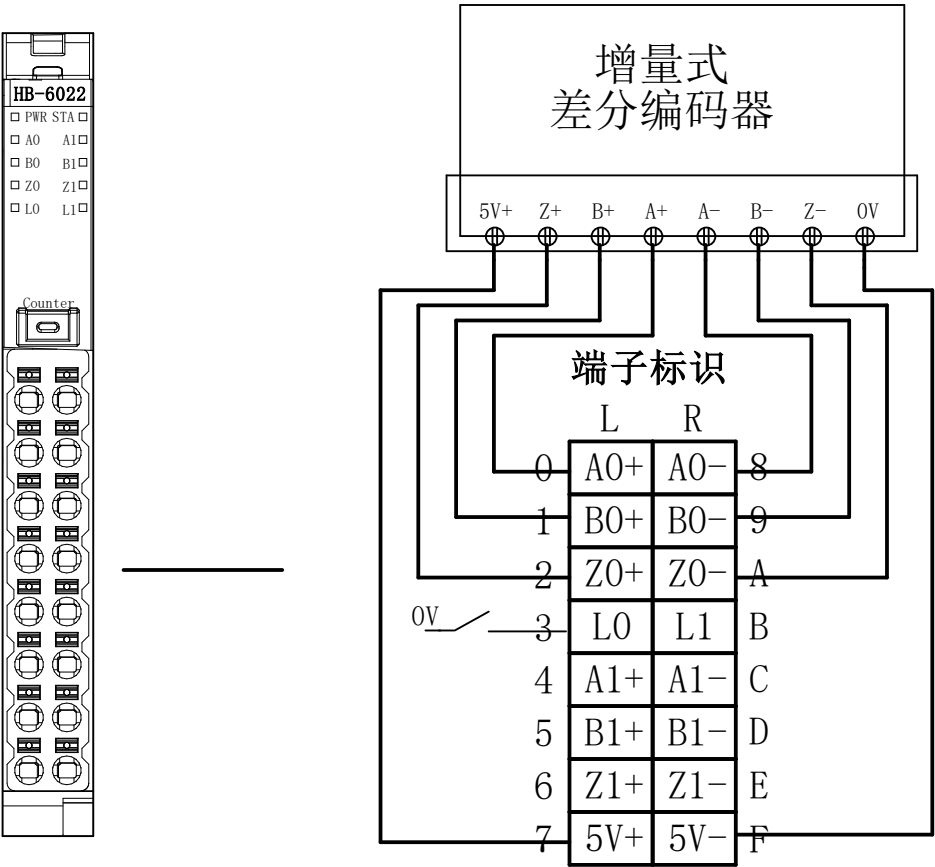 HB-6022
PWR STA
A0 A1
B0 B1
Z0 Z1
L0 L1
Counter
增量式
差分编码器
5V+ Z+ B+ A+ A- B- Z- 0V
端子标识
L R
0 A0+ A0- 8
1 B0+ B0- 9
2 Z0+ Z0- A
0V 3 L0 L1 B
4 A1+ A1- C
5 B1+ B1- D
6 Z1+ Z1- E
7 5V+ 5V- F